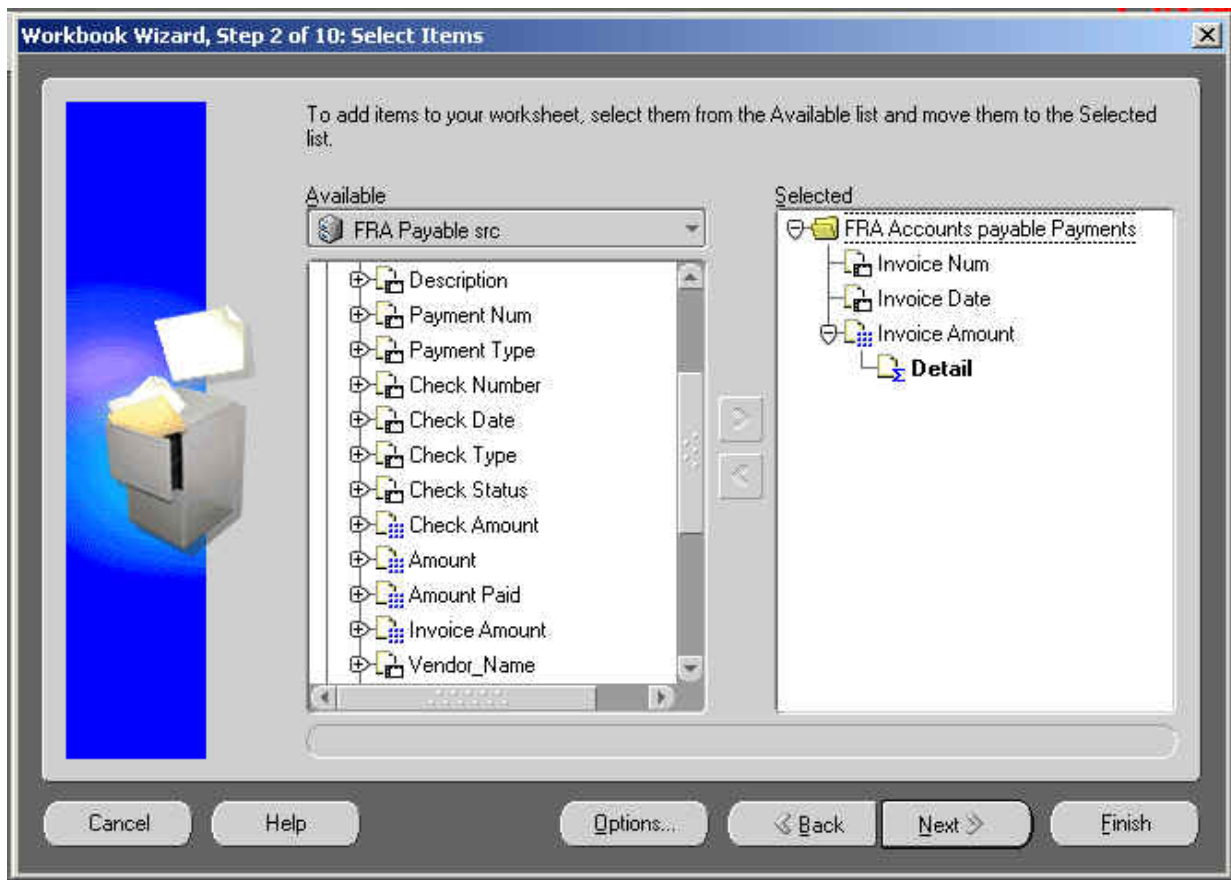 Workbook Wizard, Step 2 of 10: Select Items
To add items to your worksheet, select them from the Available list and move them to the Selected
list.
Available
FRA Payable src
Description
Payment Num
Payment Type
Check Number
Check Date
Check Type
Check Status
Check Amount
Amount
Amount Paid
Invoice Amount
Vendor_Name
Selected
FRA Accounts payable Payments
Invoice Num
Invoice Date
Invoice Amount
Detail
Cancel
Help
Options...
Back
Next
Finish